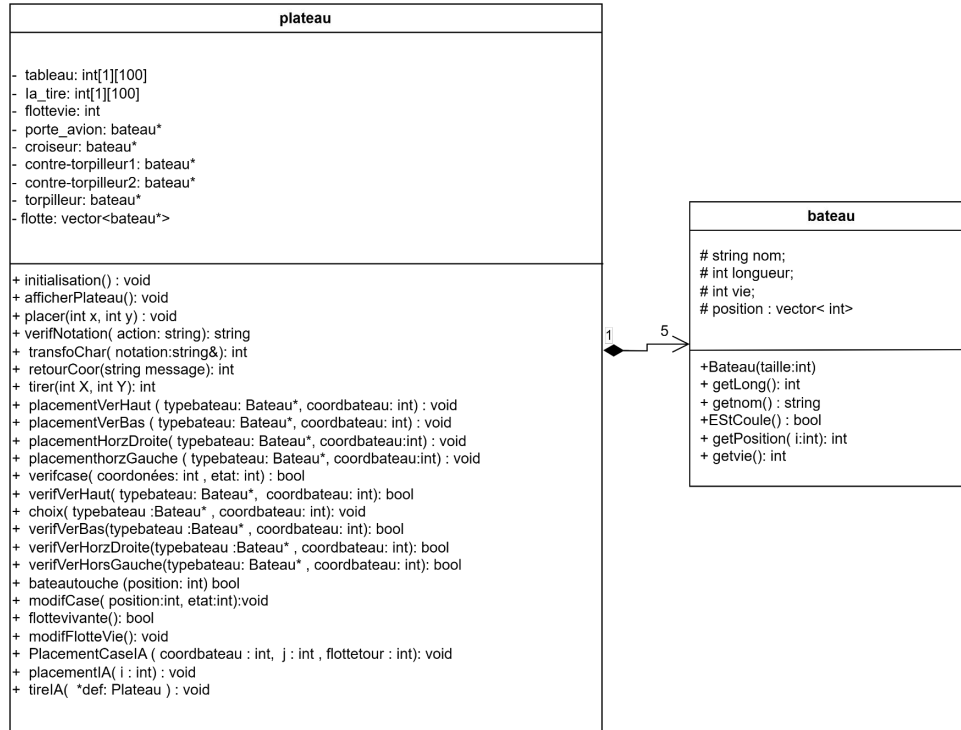 plateau
- tableau: int[1][100]
- Ia_tire: int[1][100]
- flottevie: int
- porte_avion: bateau*
- croiseur: bateau*
- contre-torpilleur1: bateau*
- contre-torpilleur2: bateau*
- torpilleur: bateau*
- flotte: vector<bateau*>
+ initialisation() : void
+ afficherPlateau(): void
+ placer(int x, int y) : void
+ verifNotation( action: string): string
+ transfoChar( notation:string&): int
+ retourCoor(string message): int
+ tirer(int X, int Y): int
+ placementVerHaut ( typebateau: Bateau*, coordbateau: int) : void
+ placementVerBas ( typebateau: Bateau*, coordbateau: int) : void
+ placementHorzDroite( typebateau: Bateau*, coordbateau:int) : void
+ placementhorzGauche ( typebateau: Bateau*, coordbateau:int) : void
+ verifcase( coordonées: int , etat: int) : bool
+ verifVerHaut( typebateau: Bateau*, coordbateau: int): bool
+ choix( typebateau :Bateau* , coordbateau: int): void
+ verifVerBas(typebateau :Bateau* , coordbateau: int): bool
+ verifVerHorzDroite(typebateau :Bateau* , coordbateau: int): bool
+ verifVerHorsGauche(typebateau: Bateau* , coordbateau: int): bool
+ bateautouche (position: int) bool
+ modifCase( position:int, etat:int):void
+ flottevivante(): bool
+ modifFlotteVie(): void
+ PlacementCaseIA ( coordbateau : int, j : int , flottetour : int): void
+ placementIA( i : int) : void
+ tireIA( *def: Plateau ) : void
1
5
bateau
# string nom;
# int longueur;
# int vie;
# position : vector< int>
+Bateau(taille:int)
+ getLong(): int
+ getnom() : string
+EStCoule() : bool
+ getPosition( i:int): int
+ getvie(): int